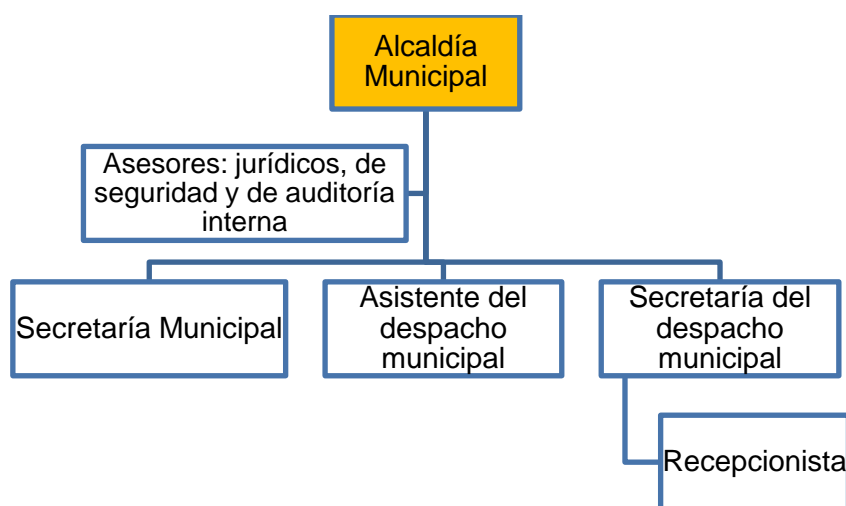 Alcaldía
Municipal
Asesores: jurídicos, de
seguridad y de auditoría
interna
Secretaría Municipal
Asistente del
despacho
municipal
Secretaría del
despacho
municipal
Recepcionista